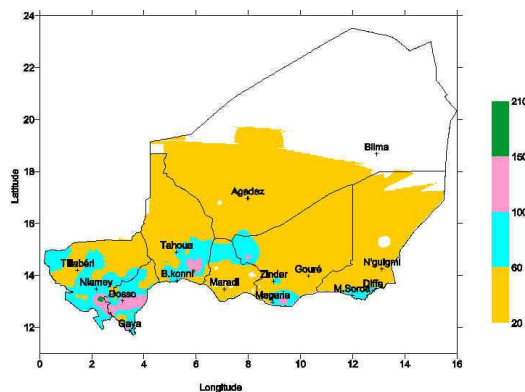 24
22
20
18
16
14
12
Latitude
0 2 4 6 8 10 12 14 16
Longitude
Bilma
Agadez
Tahoua
Tillabéri
B.konnf
Maradi
Zinder
Gouré
N'guigmi
Niamey
Dosso
Magaria
M.Soroa
Diffa
Gaya
210
150
100
60
20